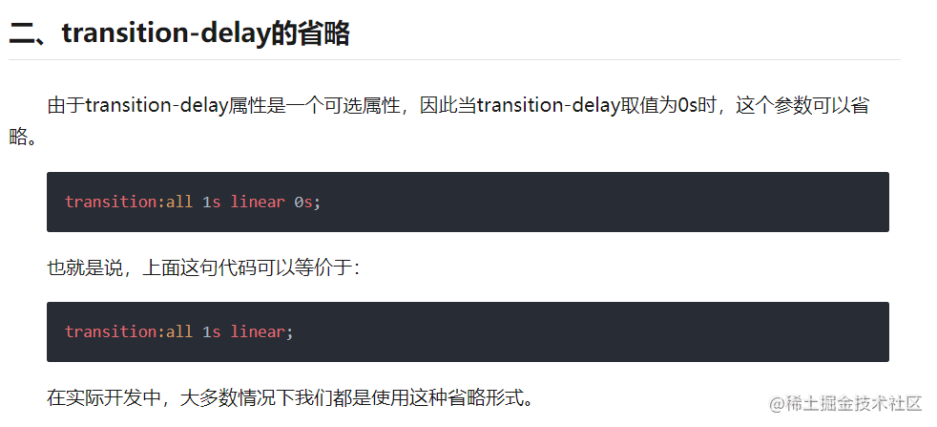 二、transition-delay的省略
由于transition-delay属性是一个可选属性，因此当transition-delay取值为0s时，这个参数可以省
略。
transition:all 1s linear 0s;
也就是说，上面这句代码可以等价于：
transition:all 1s linear;
在实际开发中，大多数情况下我们都是使用这种省略形式。
@稀土掘金技术社区